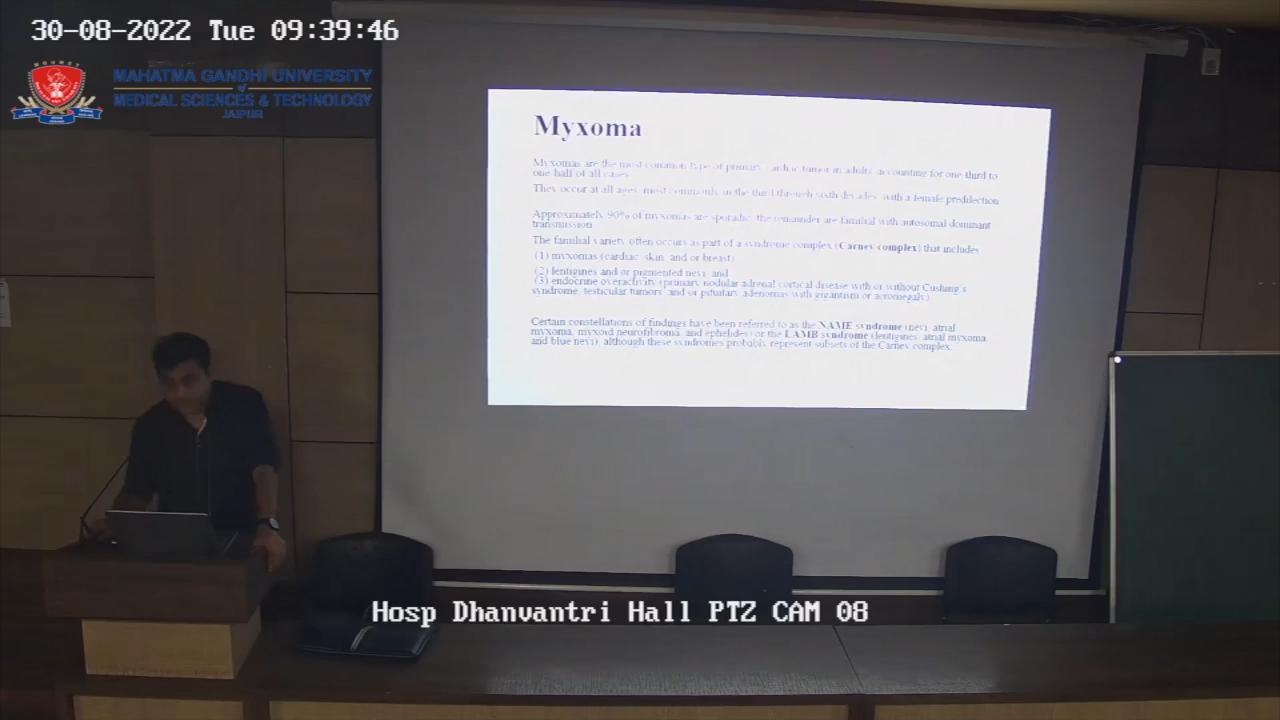 30-08-2022 Tue 09:39:46
MAHATMA GANDHI UNIVERSITY
of
MEDICAL SCIENCES & TECHNOLOGY
JAIPUR
Myxoma
Myxomas are the most common type of primary cardiac tumor in adults, accounting for one third to
one half of all cases
They occur at all ages, most commonly in the third through sixth decades, with a female predilection
Approximately 90% of myxomas are sporadic, the remainder are familial with autosomal dominant
transmission
The familial variety often occurs as part of a syndrome complex (Carney complex) that includes
(1) myxomas (cardiac, skin, and/or breast)
(2) lentigines and/or pigmented nevi, and
(3) endocrine overactivity (primary nodular adrenal cortical disease with or without Cushing's
syndrome, testicular tumors, and/or pituitary adenomas with gigantism or acromegaly)
Certain constellations of findings have been referred to as the NAME syndrome (nevi, atrial
myxoma, myxoid neurofibroma, and ephelides) or the LAMB syndrome (lentigines, atrial myxoma,
and blue nevi), although these syndromes probably represent subsets of the Carney complex.
Hosp Dhanvantri Hall PTZ CAM 08